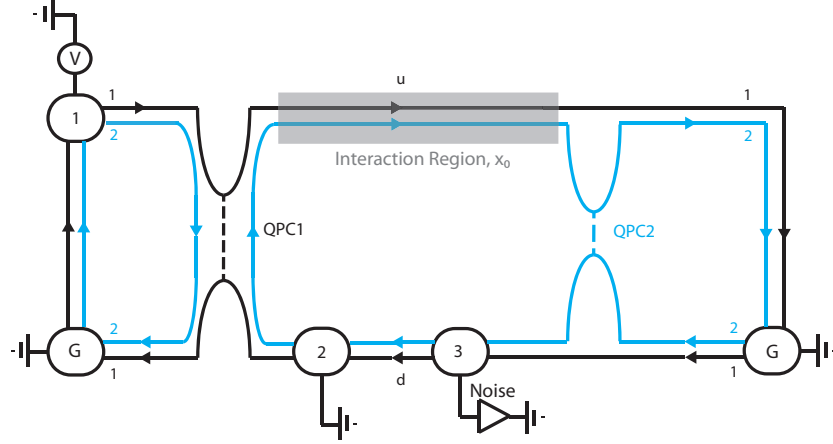 V
u
1
1
1
2
2
Interaction Region, x₀
QPC1
QPC2
2
2
G
2
3
G
1
d
1
Noise